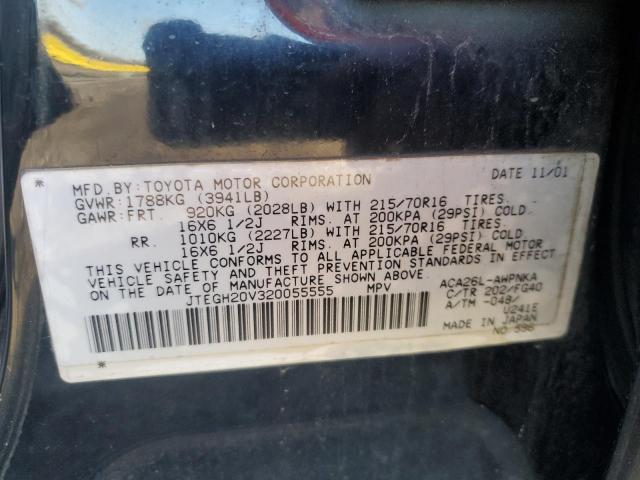 MFD.BY:TOYOTA MOTOR CORPORATION DATE 11/01
GVWR:1788KG (3941LB)
GAWR:FRT. 920KG (2028LB) WITH 215/70R16 TIRES,
16X6 1/2J RIMS, AT 200KPA (29PSI) COLD
RR. 1010KG (2227LB) WITH 215/70R16 TIRES,
16X6 1/2J RIMS, AT 200KPA (29PSI) COLD
THIS VEHICLE CONFORMS TO ALL APPLICABLE FEDERAL MOTOR
VEHICLE SAFETY AND THEFT PREVENTION STANDARDS IN EFFECT
ON THE DATE OF MANUFACTURE SHOWN ABOVE.
JTEGH20V320055555 MPV ACA26L-AWPNKA
C/TR 202/FG40
A/TM -048/
U241E
MADE IN JAPAN
NO 596